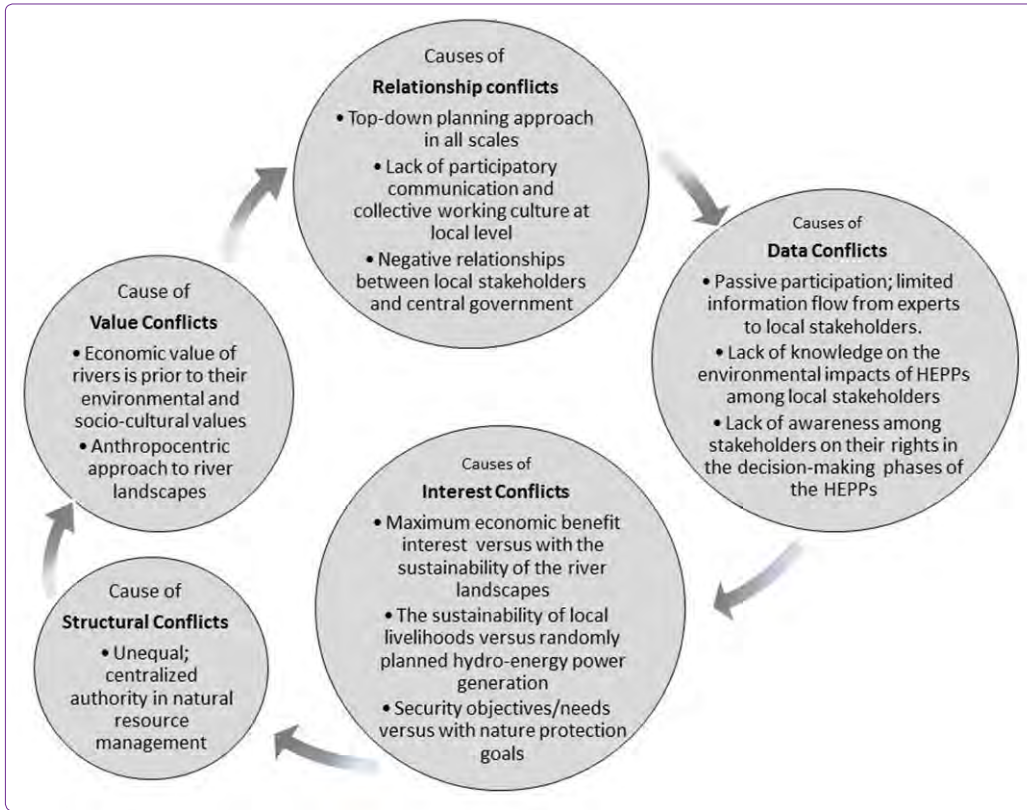 Causes of
Relationship conflicts
• Top-down planning approach
in all scales
• Lack of participatory
communication and
collective working culture at
local level
• Negative relationships
between local stakeholders
and central government
Causes of
Data Conflicts
• Passive participation; limited
information flow from experts
to local stakeholders.
• Lack of knowledge on the
environmental impacts of HEPPs
among local stakeholders
• Lack of awareness among
stakeholders on their rights in
the decision-making phases of
the HEPPs
Causes of
Interest Conflicts
• Maximum economic benefit
interest versus with the
sustainability of the river
landscapes
• The sustainability of local
livelihoods versus randomly
planned hydro-energy power
generation
• Security objectives/needs
versus with nature protection
goals
Cause of
Structural Conflicts
• Unequal;
centralized
authority in natural
resource
management
Cause of
Value Conflicts
• Economic value of
rivers is prior to their
environmental and
socio-cultural values
• Anthropocentric
approach to river
landscapes